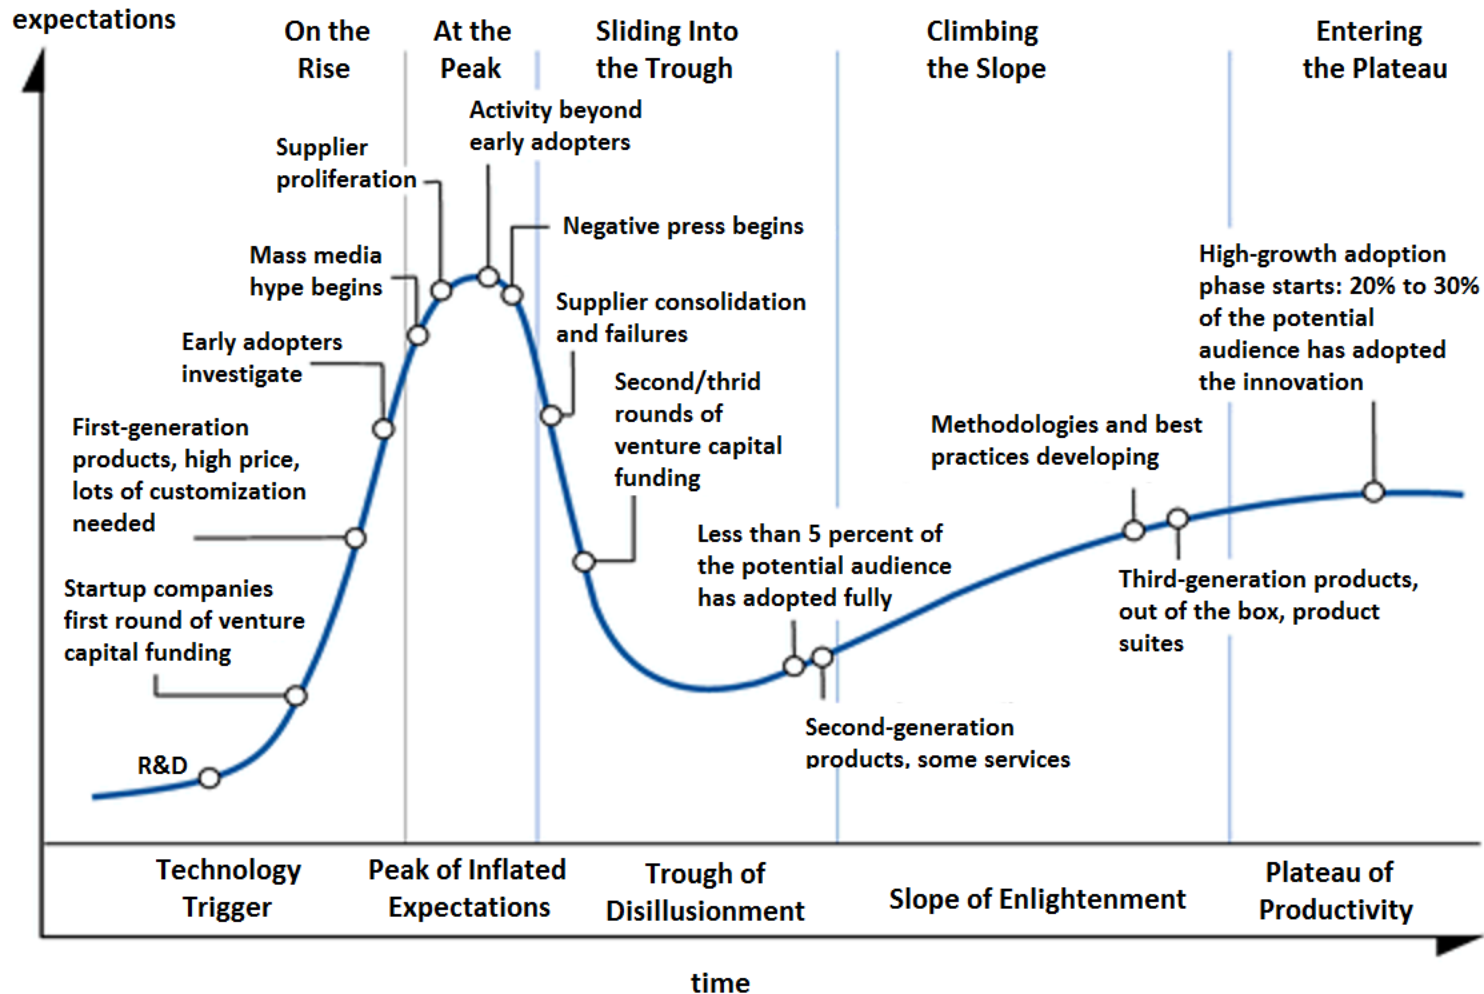 expectations
On the
Rise
At the
Peak
Sliding Into
the Trough
Climbing
the Slope
Entering
the Plateau
Activity beyond
early adopters
Supplier
proliferation
Negative press begins
Mass media
hype begins
Supplier consolidation
and failures
Early adopters
investigate
Second/thrid
rounds of
venture capital
funding
High-growth adoption
phase starts: 20% to 30%
of the potential
audience has adopted
the innovation
First-generation
products, high price,
lots of customization
needed
Methodologies and best
practices developing
Less than 5 percent of
the potential audience
has adopted fully
Startup companies
first round of venture
capital funding
Third-generation products,
out of the box, product
suites
R&D
Second-generation
products, some services
Technology
Trigger
Peak of Inflated
Expectations
Trough of
Disillusionment
Slope of Enlightenment
Plateau of
Productivity
time